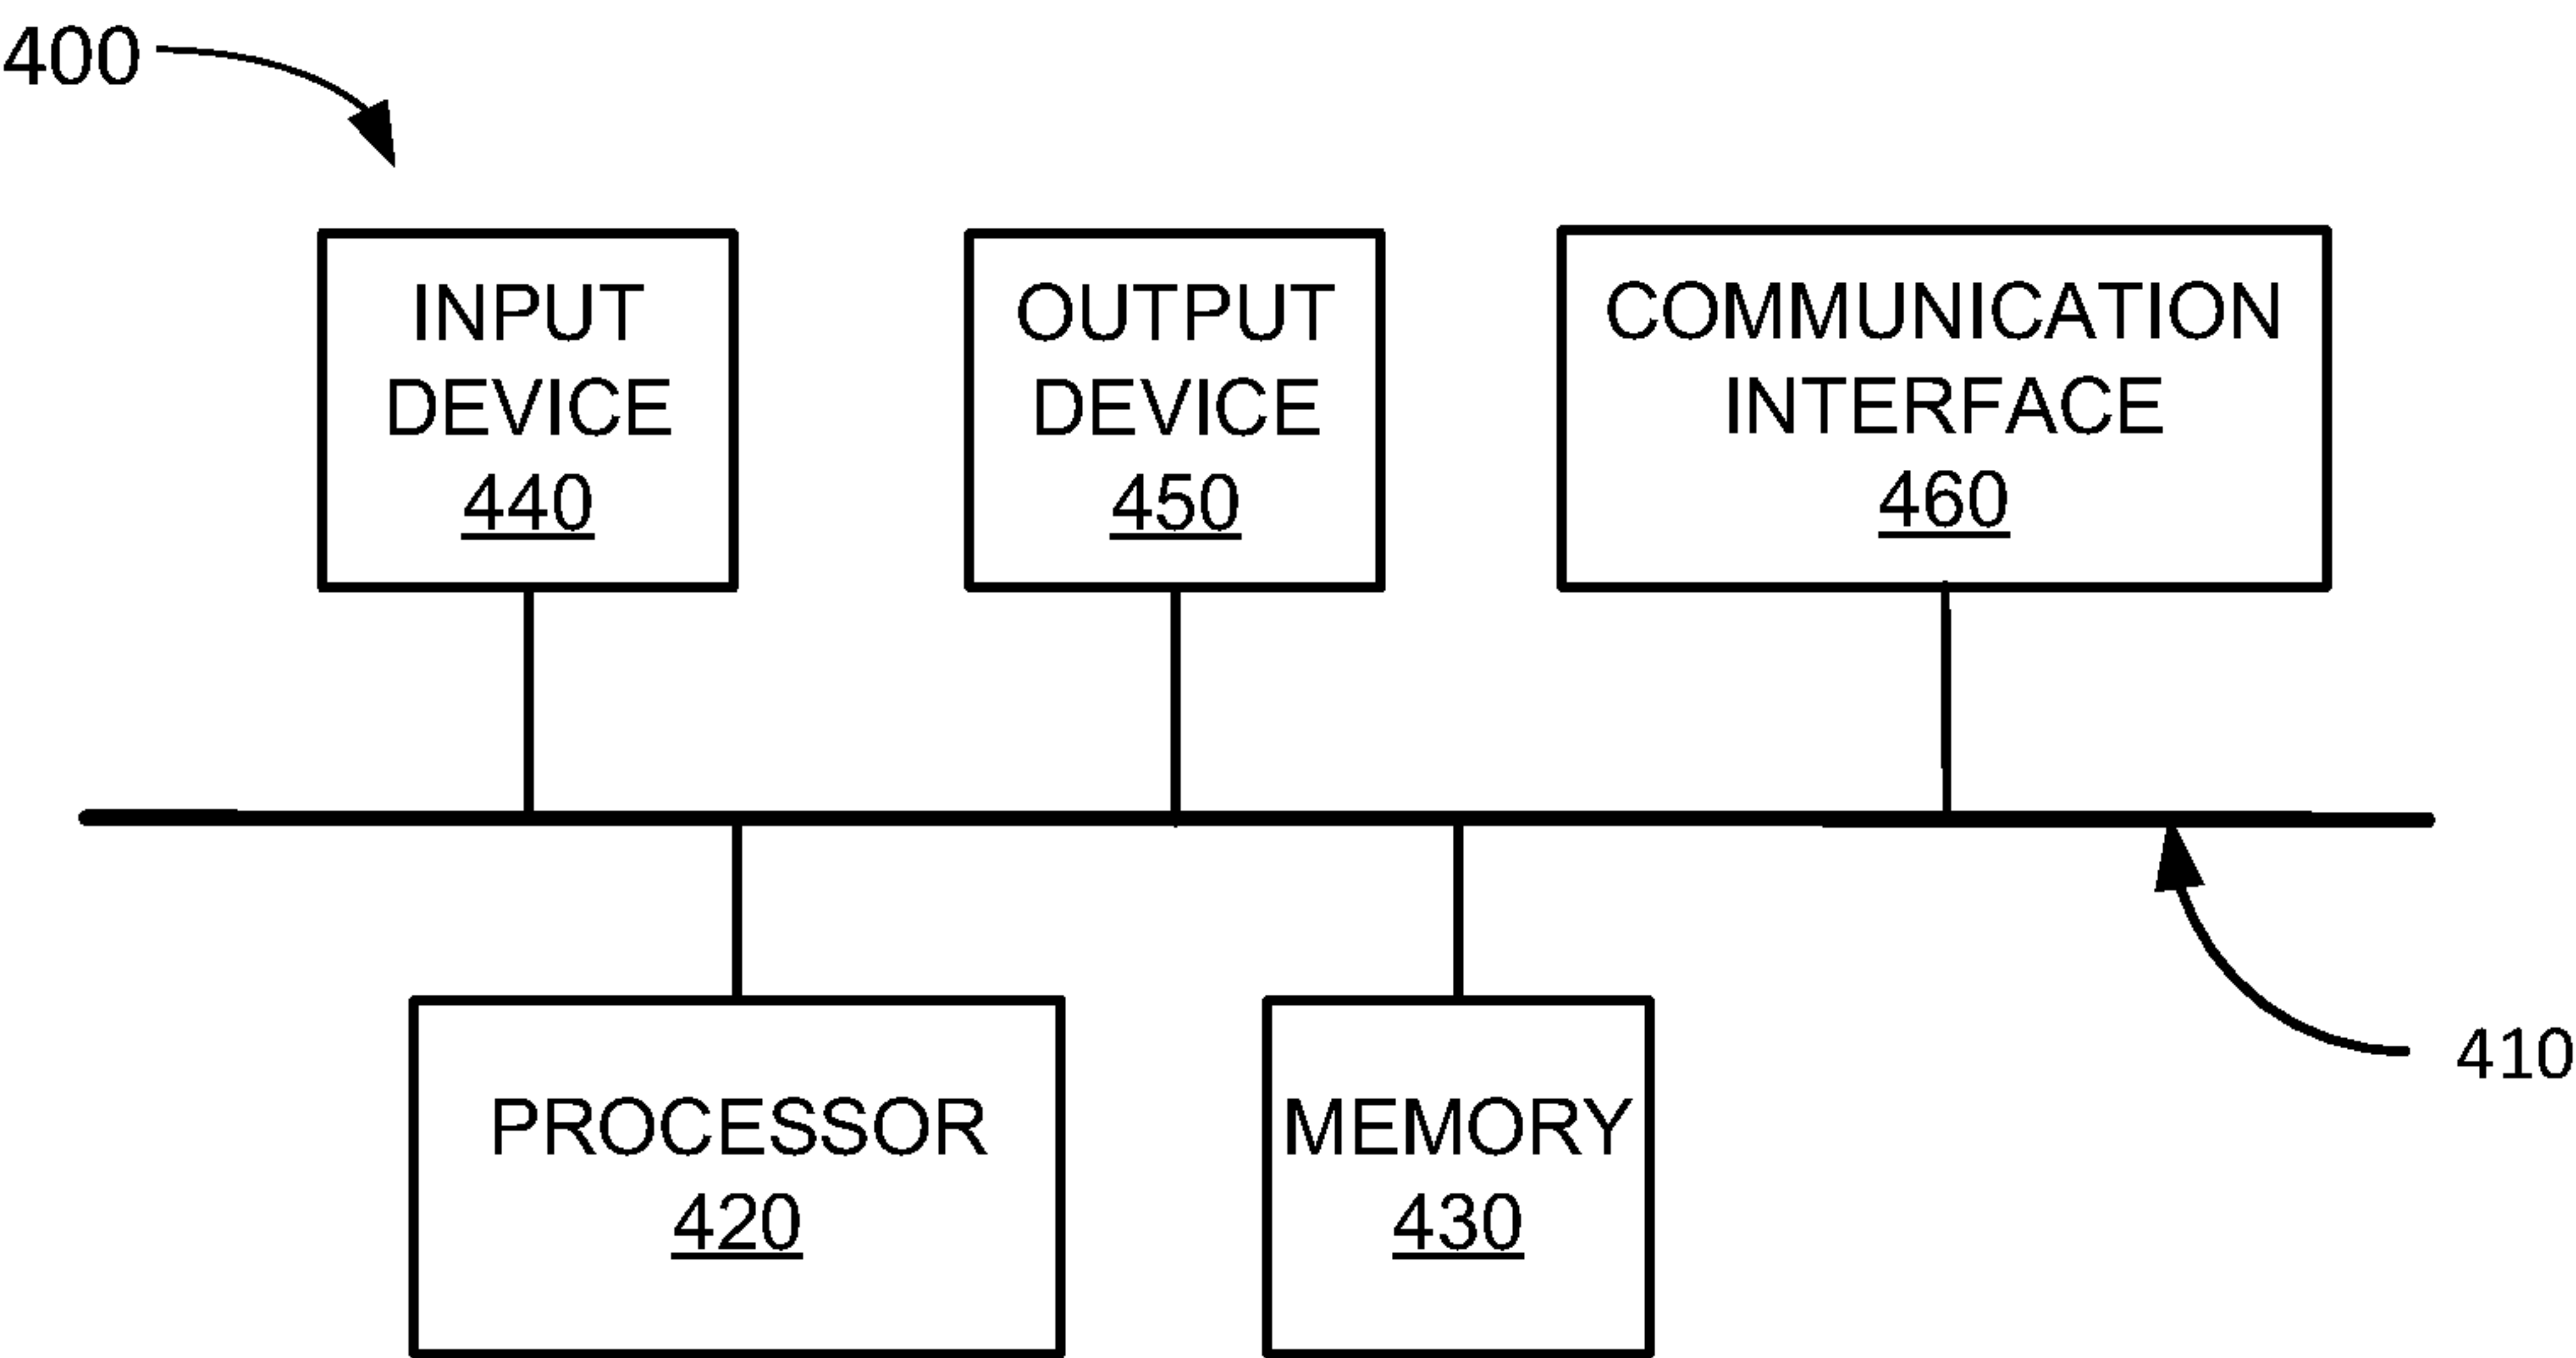 400
INPUT
DEVICE
440
OUTPUT
DEVICE
450
COMMUNICATION
INTERFACE
460
PROCESSOR
420
MEMORY
430
410